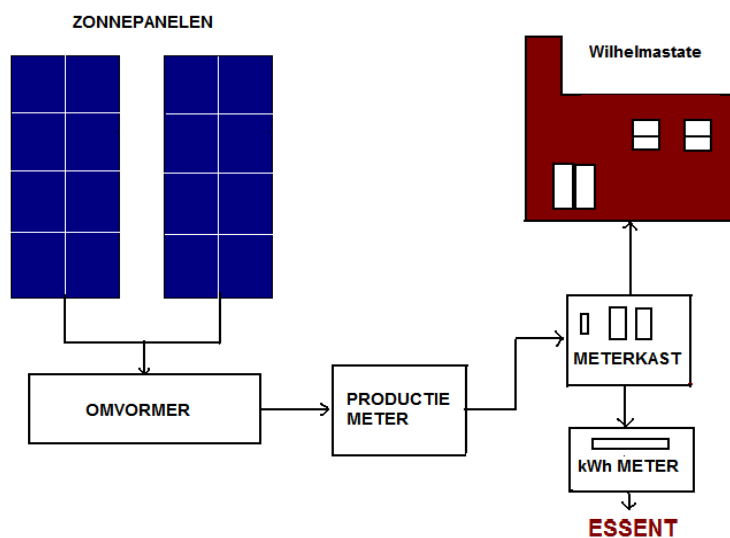 ZONNEPANELEN
Wilhelmastate
METERKAST
OMVORMER
PRODUCTIE
METER
kWh METER
ESSENT